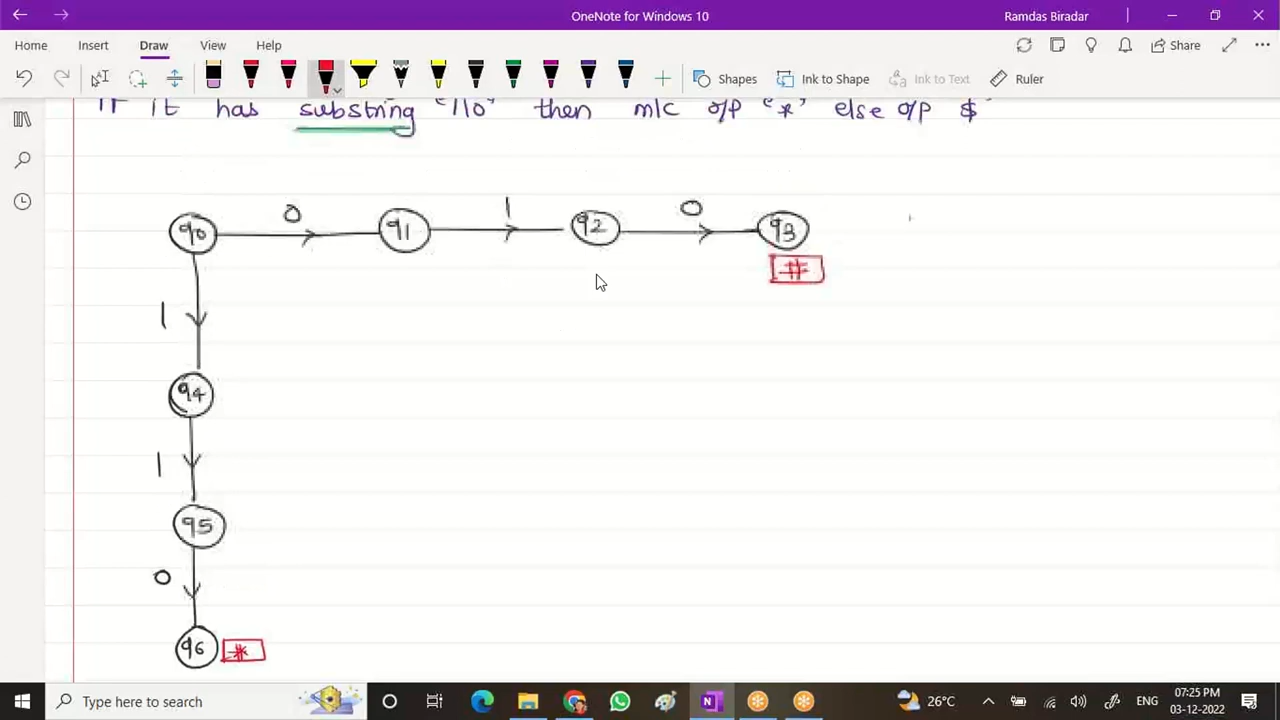 OneNote for Windows 10
Ramdas Biradar
Home Insert Draw View Help
Share
Shapes Ink to Shape Ink to Text Ruler
If it has substring '110' then m/c o/p '*' else o/p $
0 1 0
q0 q1 q2 q3
#
1
q4
1
q5
0
q6 *
Type here to search
26°C
ENG
07:25 PM
03-12-2022